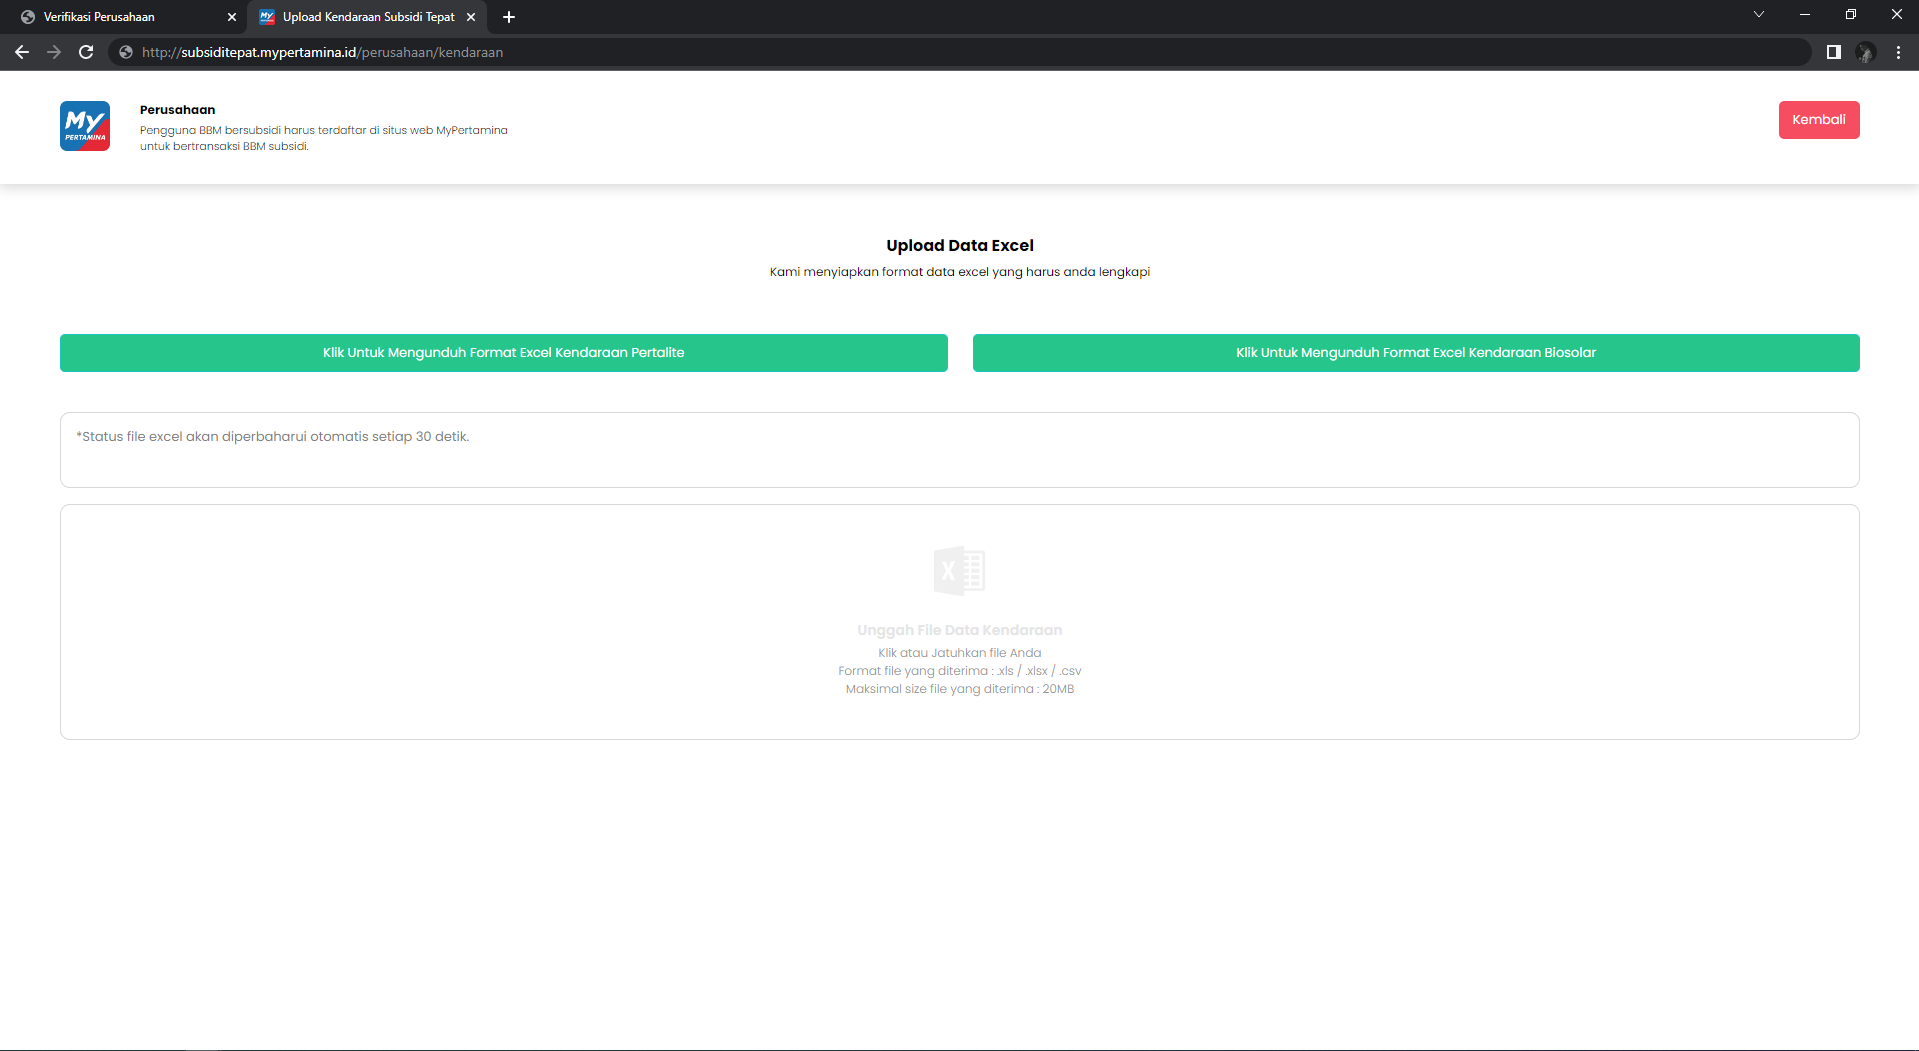 Verifikasi Perusahaan
Upload Kendaraan Subsidi Tepat
http://subsiditepat.mypertamina.id/perusahaan/kendaraan
My
PERTAMINA
Perusahaan
Pengguna BBM bersubsidi harus terdaftar di situs web MyPertamina
untuk bertransaksi BBM subsidi.
Kembali
Upload Data Excel
Kami menyiapkan format data excel yang harus anda lengkapi
Klik Untuk Mengunduh Format Excel Kendaraan Pertalite
Klik Untuk Mengunduh Format Excel Kendaraan Biosolar
*Status file excel akan diperbaharui otomatis setiap 30 detik.
X
Unggah File Data Kendaraan
Klik atau Jatuhkan file Anda
Format file yang diterima : .xls / .xlsx / .csv
Maksimal size file yang diterima : 20MB